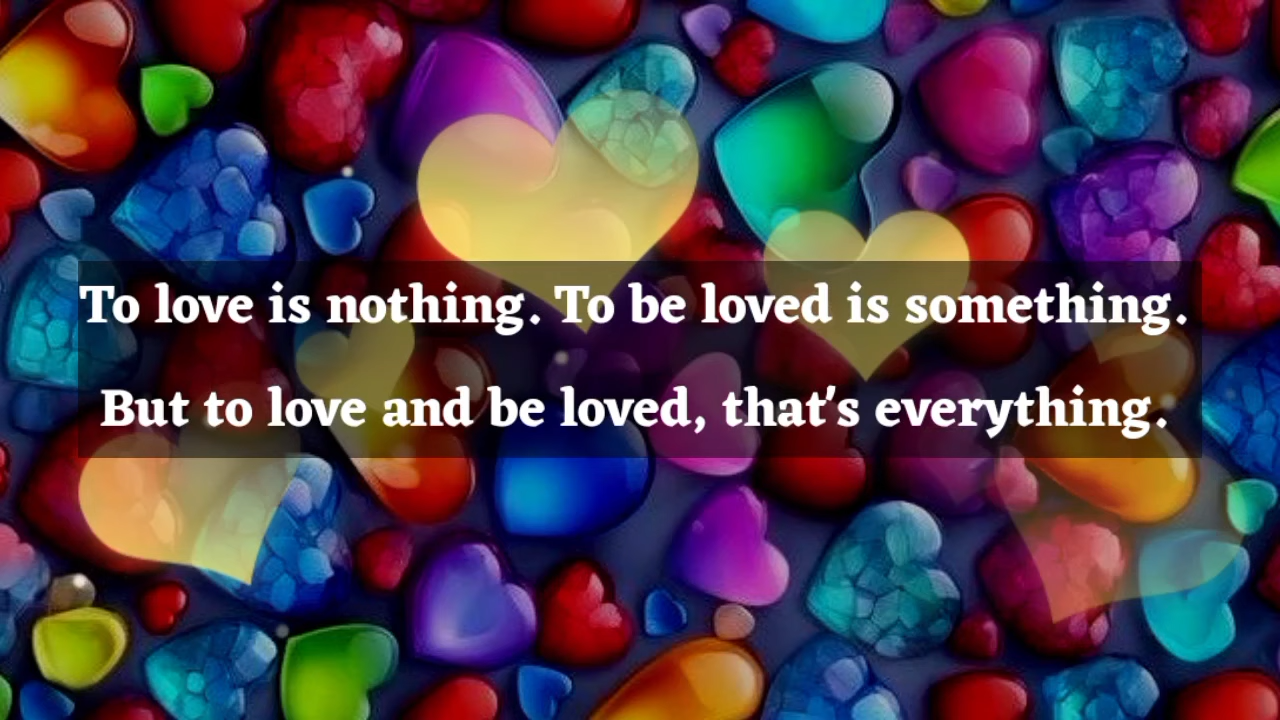 To love is nothing. To be loved is something.
But to love and be loved, that's everything.